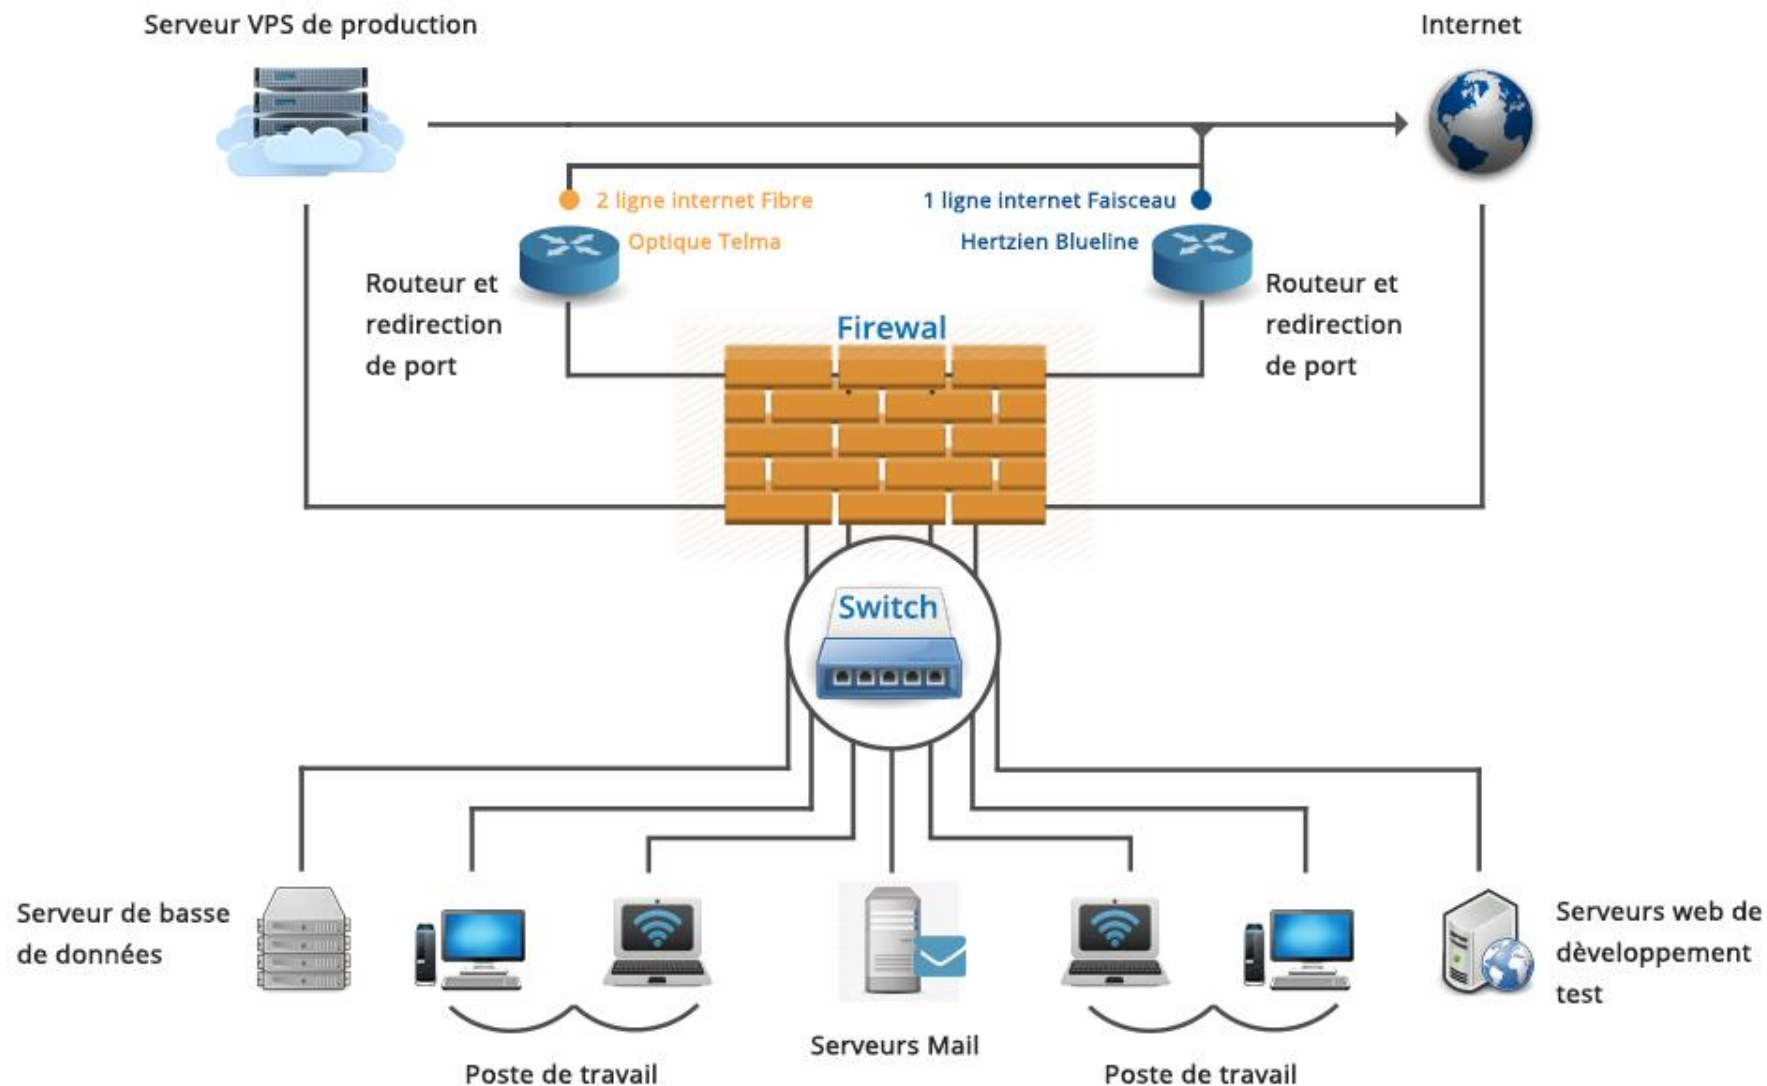 Serveur VPS de production
Internet
2 ligne internet Fibre
Optique Telma
1 ligne internet Faisceau
Hertzien Blueline
Routeur et
redirection
de port
Routeur et
redirection
de port
Firewal
Switch
Serveur de basse
de données
Poste de travail
Serveurs Mail
Poste de travail
Serveurs web de
dèveloppement
test